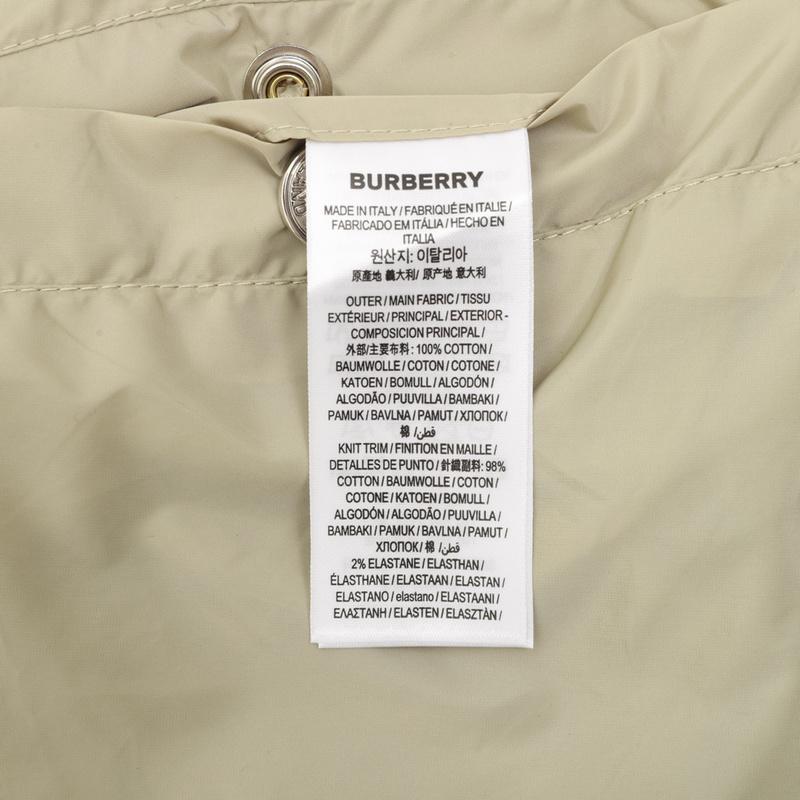 BURBERRY
MADE IN ITALY / FABRIQUÉ EN ITALIE /
FABRICADO EM ITÁLIA / HECHO EN
ITALIA
원산지: 이탈리아
原產地 義大利/ 原产地 意大利
OUTER / MAIN FABRIC / TISSU
EXTÉRIEUR / PRINCIPAL / EXTERIOR -
COMPOSICION PRINCIPAL /
外部/主要布料: 100% COTTON /
BAUMWOLLE / COTON / COTONE /
KATOEN / BOMULL / ALGODÓN /
ALGODÃO / PUUVILLA / BAMBAKI /
PAMUK / BAVLNA / PAMUT / ХЛОПОК /
棉 /قطن/
KNIT TRIM / FINITION EN MAILLE /
DETALLES DE PUNTO / 針織副料: 98%
COTTON / BAUMWOLLE / COTON /
COTONE / KATOEN / BOMULL /
ALGODÓN / ALGODÃO / PUUVILLA /
BAMBAKI / PAMUK / BAVLNA / PAMUT /
ХЛОПОК / 棉 /قطن/
2% ELASTANE / ELASTHAN /
ÉLASTHANE / ELASTAAN / ELASTAN /
ELASTANO / elastano / ELASTAANI /
ΕΛΑΣΤΑΝΗ / ELASTEN / ELASZTÀN /